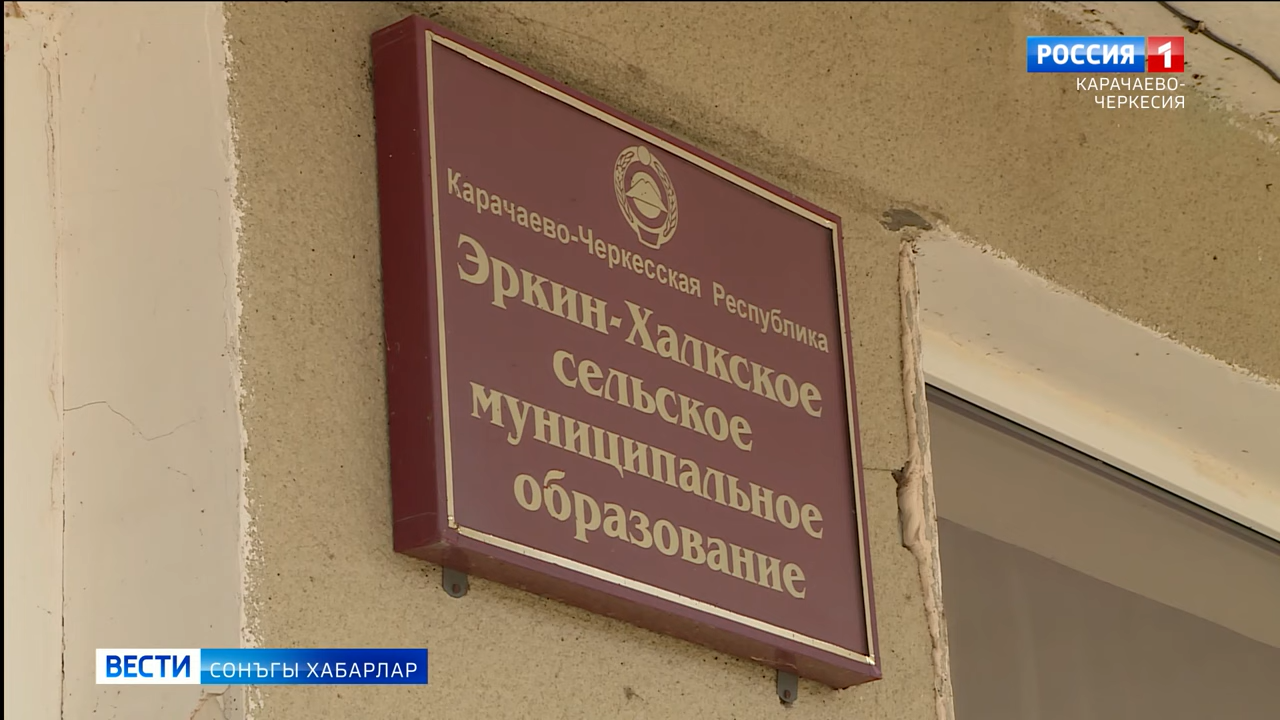 РОССИЯ 1
КАРАЧАЕВО-
ЧЕРКЕСИЯ
Карачаево-Черкесская Республика
Эркин-Халкское
сельское
муниципальное
образование
ВЕСТИ СОНЪГЫ ХАБАРЛАР